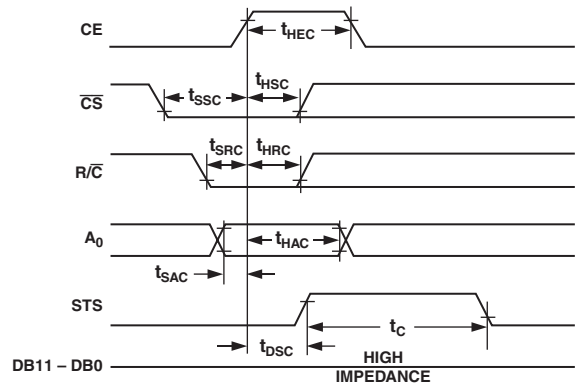 CE
tHEC
CS
tSSC
tHSC
R/C
tSRC
tHRC
A0
tHAC
tSAC
STS
tC
tDSC
DB11 – DB0
HIGH
IMPEDANCE